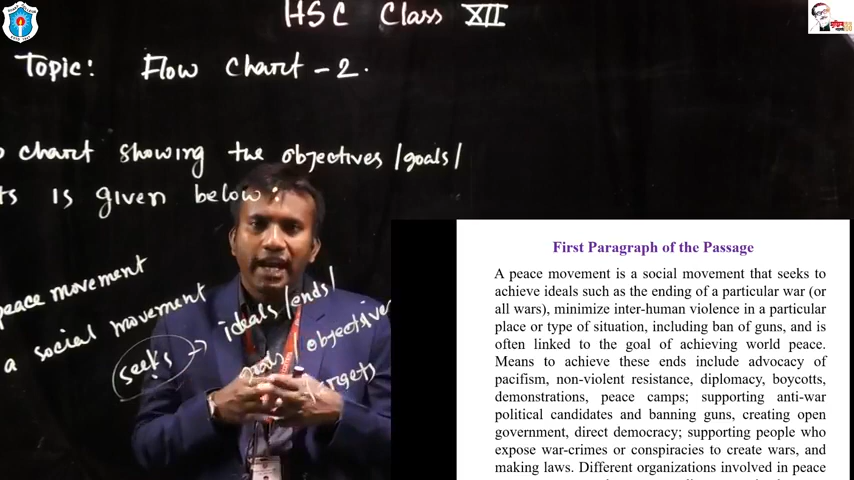 HSC Class XII
Topic: Flow Chart - 2.
chart showing the objectives/goals/
ts is given below:
peace movement
a social movement
seeks → ideals/ends/
goals/objectives
targets
First Paragraph of the Passage
A peace movement is a social movement that seeks to
achieve ideals such as the ending of a particular war (or
all wars), minimize inter-human violence in a particular
place or type of situation, including ban of guns, and is
often linked to the goal of achieving world peace.
Means to achieve these ends include advocacy of
pacifism, non-violent resistance, diplomacy, boycotts,
demonstrations, peace camps; supporting anti-war
political candidates and banning guns, creating open
government, direct democracy; supporting people who
expose war-crimes or conspiracies to create wars, and
making laws. Different organizations involved in peace